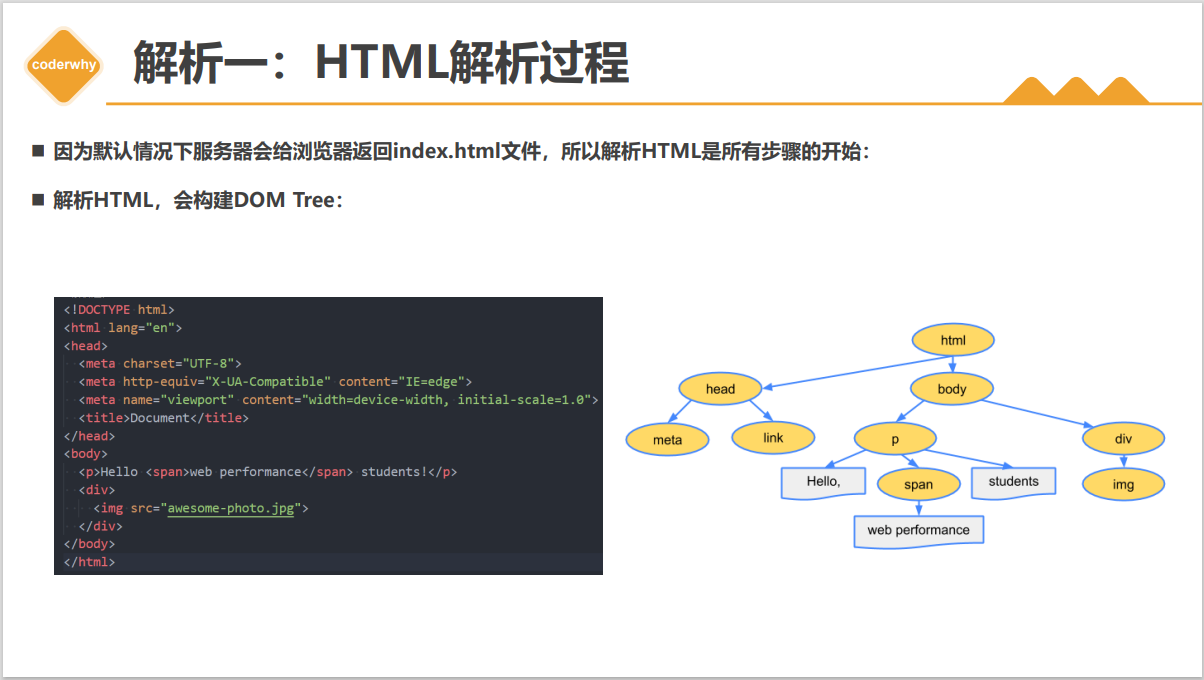 coderwhy
解析一：HTML解析过程
因为默认情况下服务器会给浏览器返回index.html文件，所以解析HTML是所有步骤的开始：
解析HTML，会构建DOM Tree：
<!DOCTYPE html>
<html lang="en">
<head>
<meta charset="UTF-8">
<meta http-equiv="X-UA-Compatible" content="IE=edge">
<meta name="viewport" content="width=device-width, initial-scale=1.0">
<title>Document</title>
</head>
<body>
<p>Hello <span>web performance</span> students!</p>
<div>
<img src="awesome-photo.jpg">
</div>
</body>
</html>
html
head
body
meta
link
p
div
Hello,
span
students
img
web performance